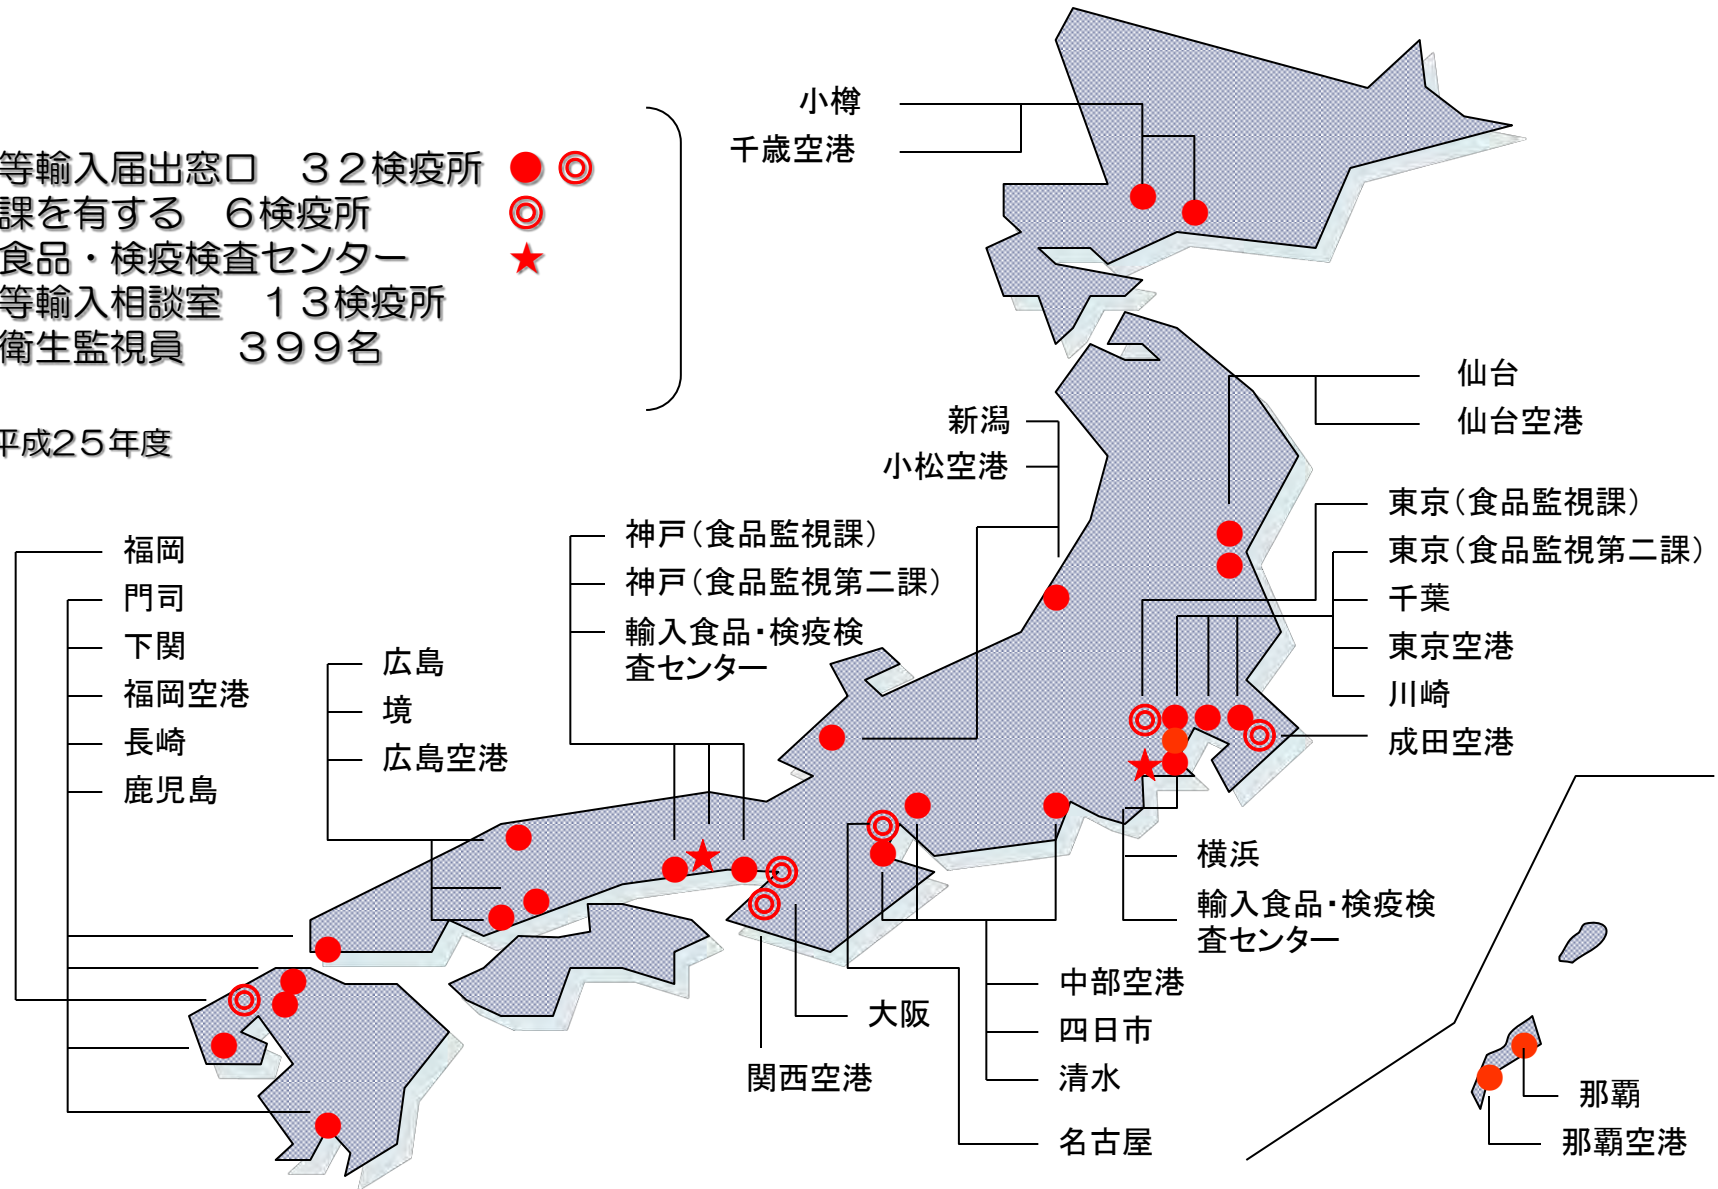 等輸入届出窓口　３２検疫所
課を有する　６検疫所
食品・検疫検査センター
等輸入相談室　１３検疫所
衛生監視員　３９９名
平成２５年度
小樽
千歳空港
仙台
仙台空港
新潟
小松空港
東京（食品監視課）
東京（食品監視第二課）
千葉
東京空港
川崎
成田空港
神戸（食品監視課）
神戸（食品監視第二課）
輸入食品・検疫検
査センター
福岡
門司
下関
福岡空港
長崎
鹿児島
広島
境
広島空港
横浜
輸入食品・検疫検
査センター
中部空港
四日市
清水
名古屋
大阪
関西空港
那覇
那覇空港